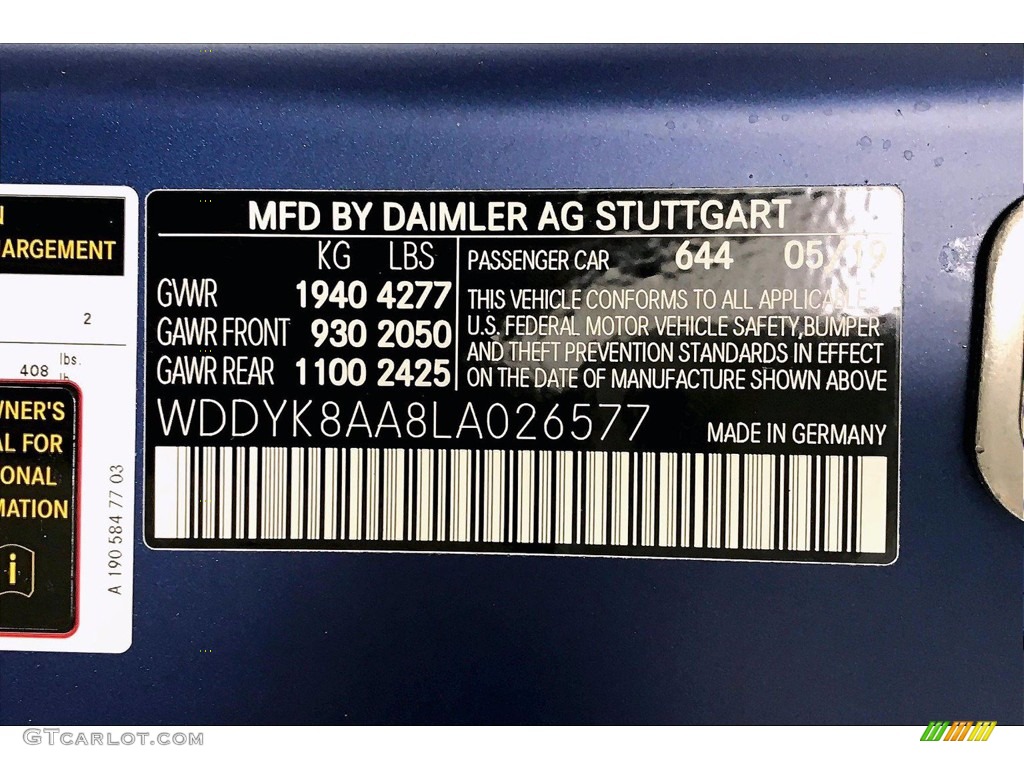 N
ARGEMENT
2
408 lbs.
lb
WNER'S
AL FOR
ONAL
MATION
i
A 190 584 77 03
MFD BY DAIMLER AG STUTTGART
KG LBS
GVWR 1940 4277
GAWR FRONT 930 2050
GAWR REAR 1100 2425
PASSENGER CAR 644 05/19
THIS VEHICLE CONFORMS TO ALL APPLICABLE
U.S. FEDERAL MOTOR VEHICLE SAFETY,BUMPER
AND THEFT PREVENTION STANDARDS IN EFFECT
ON THE DATE OF MANUFACTURE SHOWN ABOVE
WDDYK8AA8LA026577
MADE IN GERMANY
GTCARLOT.COM